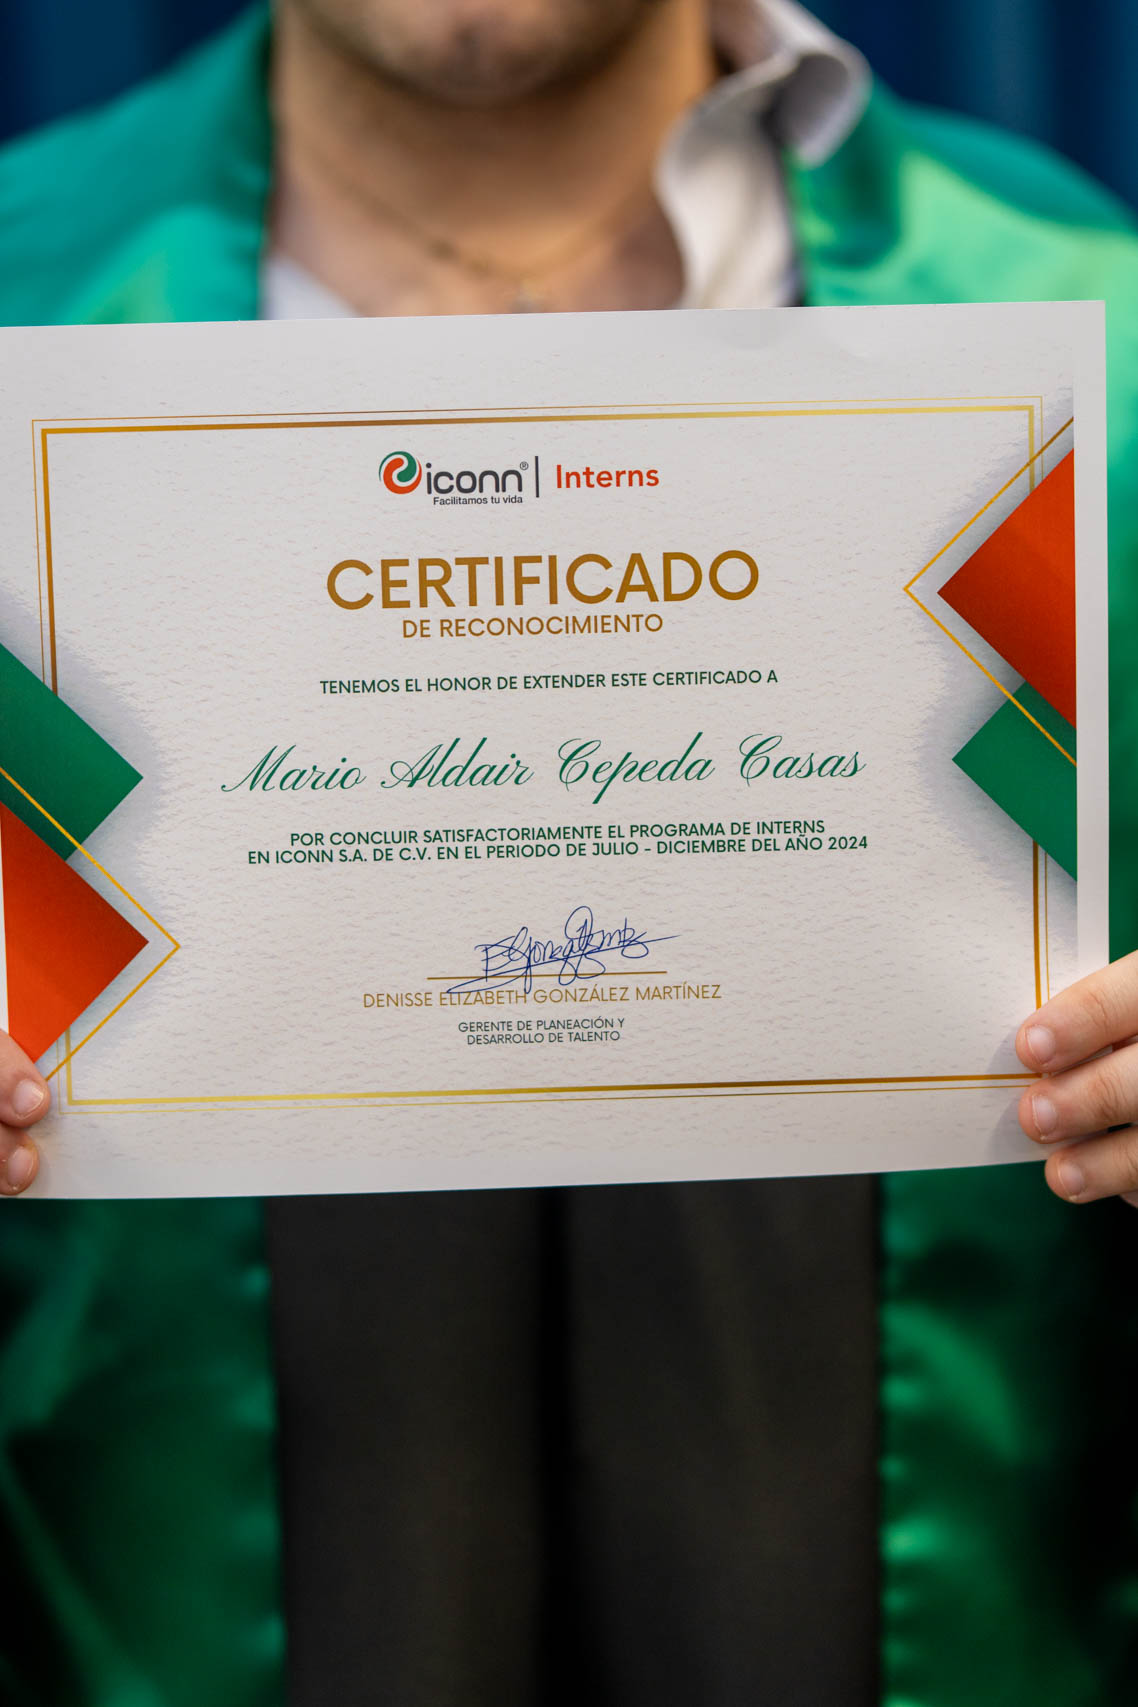 iconn® | Interns
Facilitamos tu vida
CERTIFICADO
DE RECONOCIMIENTO
TENEMOS EL HONOR DE EXTENDER ESTE CERTIFICADO A
Mario Aldair Cepeda Casas
POR CONCLUIR SATISFACTORIAMENTE EL PROGRAMA DE INTERNS
EN ICONN S.A. DE C.V. EN EL PERIODO DE JULIO - DICIEMBRE DEL AÑO 2024
DENISSE ELIZABETH GONZÁLEZ MARTÍNEZ
GERENTE DE PLANEACIÓN Y
DESARROLLO DE TALENTO